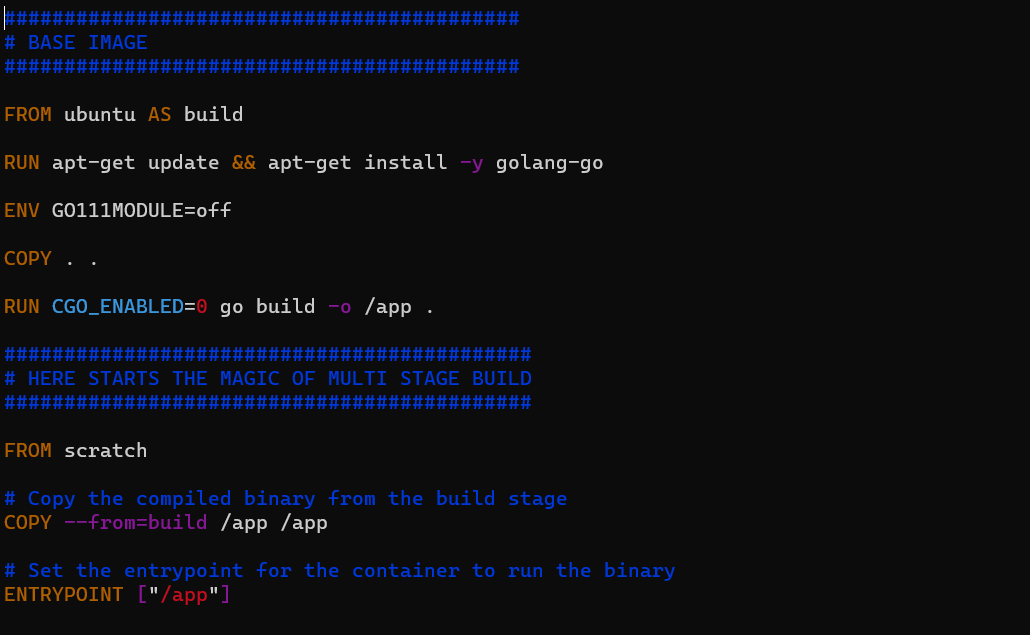 ###########################################
# BASE IMAGE
###########################################
FROM ubuntu AS build
RUN apt-get update && apt-get install -y golang-go
ENV GO111MODULE=off
COPY . .
RUN CGO_ENABLED=0 go build -o /app .
############################################
# HERE STARTS THE MAGIC OF MULTI STAGE BUILD
############################################
FROM scratch
# Copy the compiled binary from the build stage
COPY --from=build /app /app
# Set the entrypoint for the container to run the binary
ENTRYPOINT ["/app"]